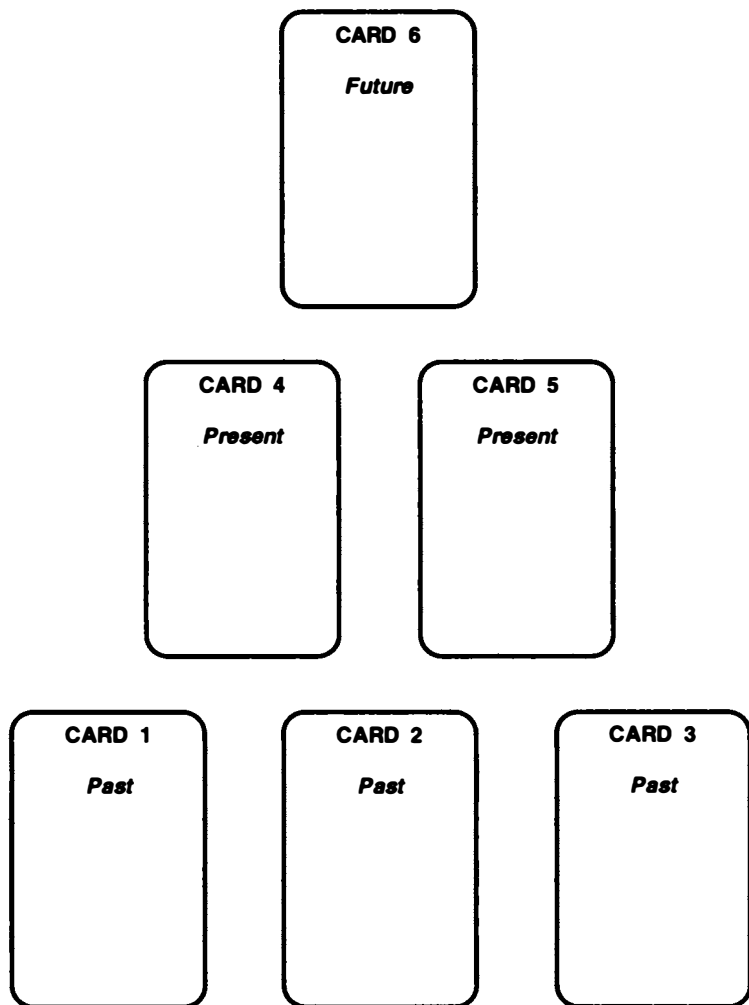 CARD 6
Future
CARD 4
Present
CARD 5
Present
CARD 1
Past
CARD 2
Past
CARD 3
Past